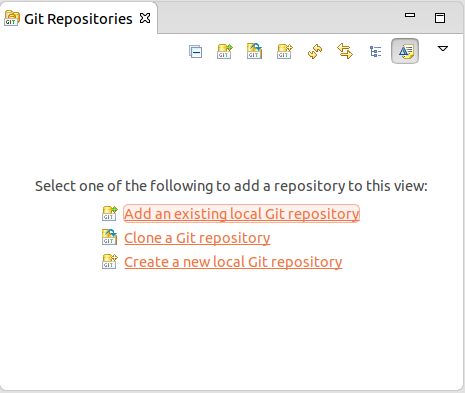 Git Repositories
Select one of the following to add a repository to this view:
Add an existing local Git repository
Clone a Git repository
Create a new local Git repository